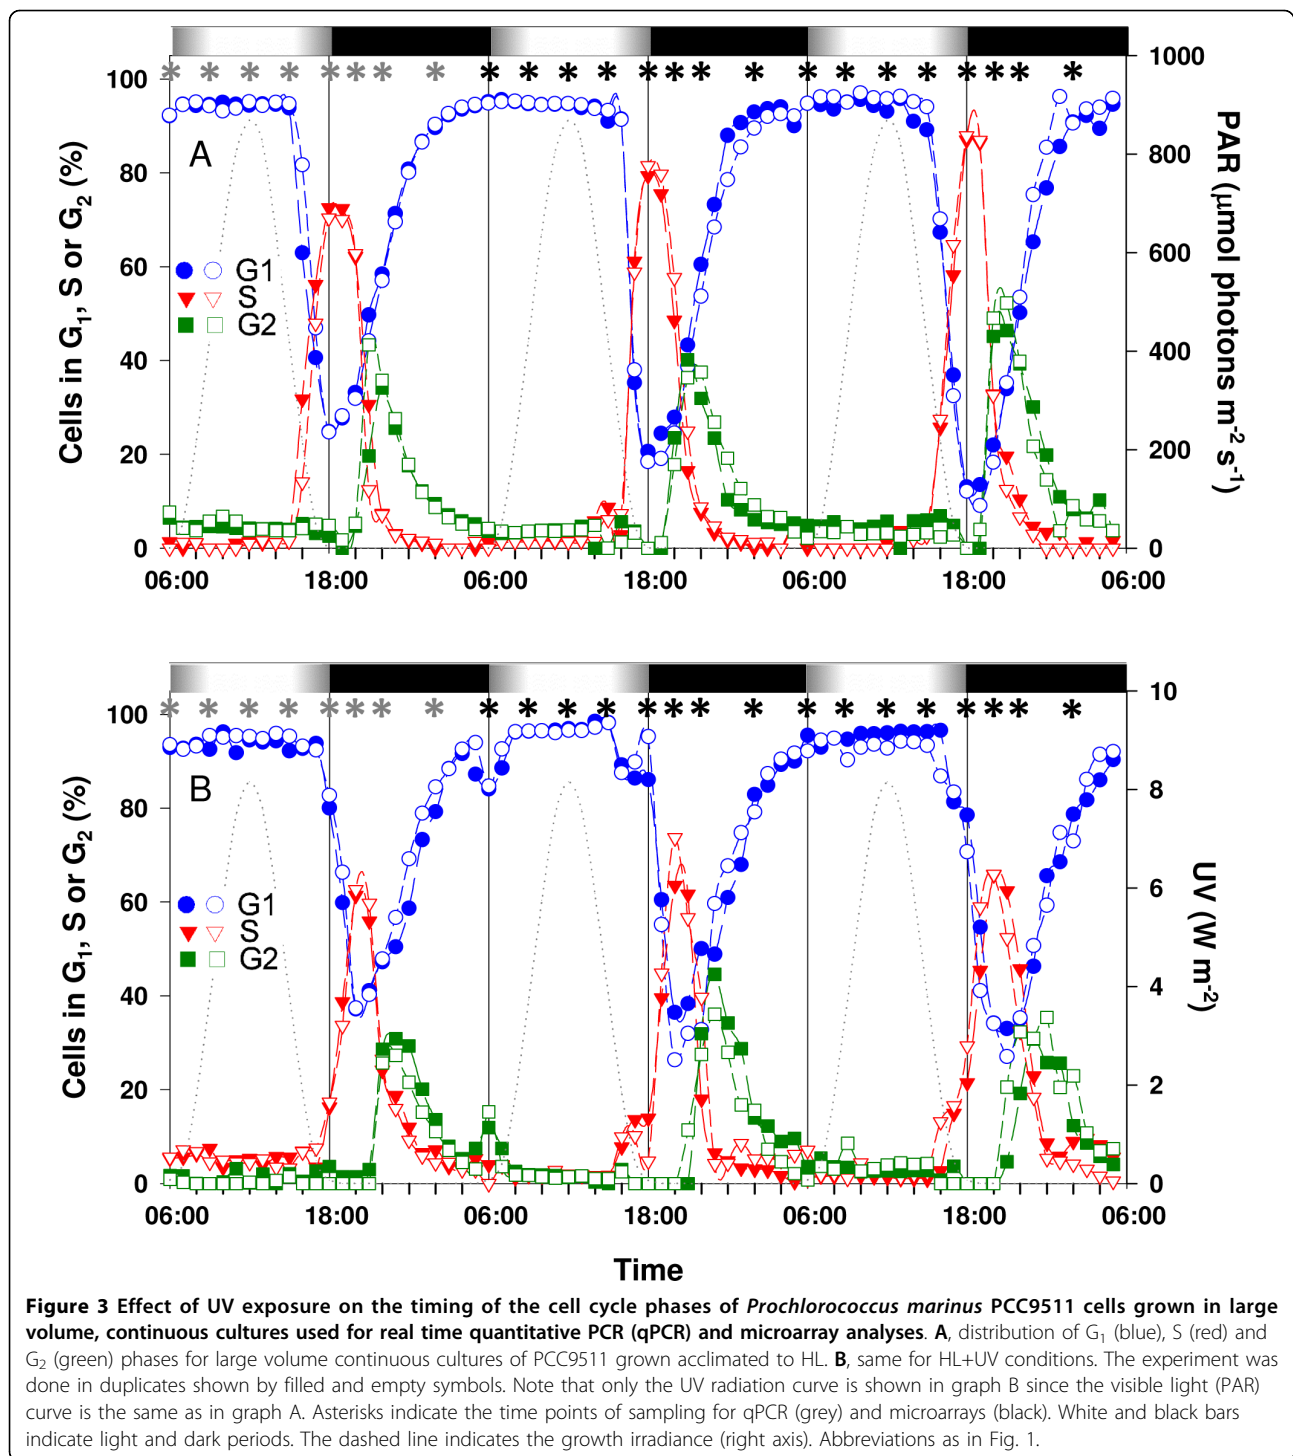 * * * * * * * * * * * * * * * * * * * * * * * *
100
80
60
40
20
0
Cells in G1, S or G2 (%)
A
G1
S
G2
1000
800
600
400
200
0
PAR (μmol photons m-2 s-1)
06:00 18:00 06:00 18:00 06:00 18:00 06:00
* * * * * * * * * * * * * * * * * * * * * * * *
100
80
60
40
20
0
Cells in G1, S or G2 (%)
B
G1
S
G2
10
8
6
4
2
0
UV (W m-2)
06:00 18:00 06:00 18:00 06:00 18:00 06:00
Time
Figure 3 Effect of UV exposure on the timing of the cell cycle phases of Prochlorococcus marinus PCC9511 cells grown in large
volume, continuous cultures used for real time quantitative PCR (qPCR) and microarray analyses. A, distribution of G1 (blue), S (red) and
G2 (green) phases for large volume continuous cultures of PCC9511 grown acclimated to HL. B, same for HL+UV conditions. The experiment was
done in duplicates shown by filled and empty symbols. Note that only the UV radiation curve is shown in graph B since the visible light (PAR)
curve is the same as in graph A. Asterisks indicate the time points of sampling for qPCR (grey) and microarrays (black). White and black bars
indicate light and dark periods. The dashed line indicates the growth irradiance (right axis). Abbreviations as in Fig. 1.